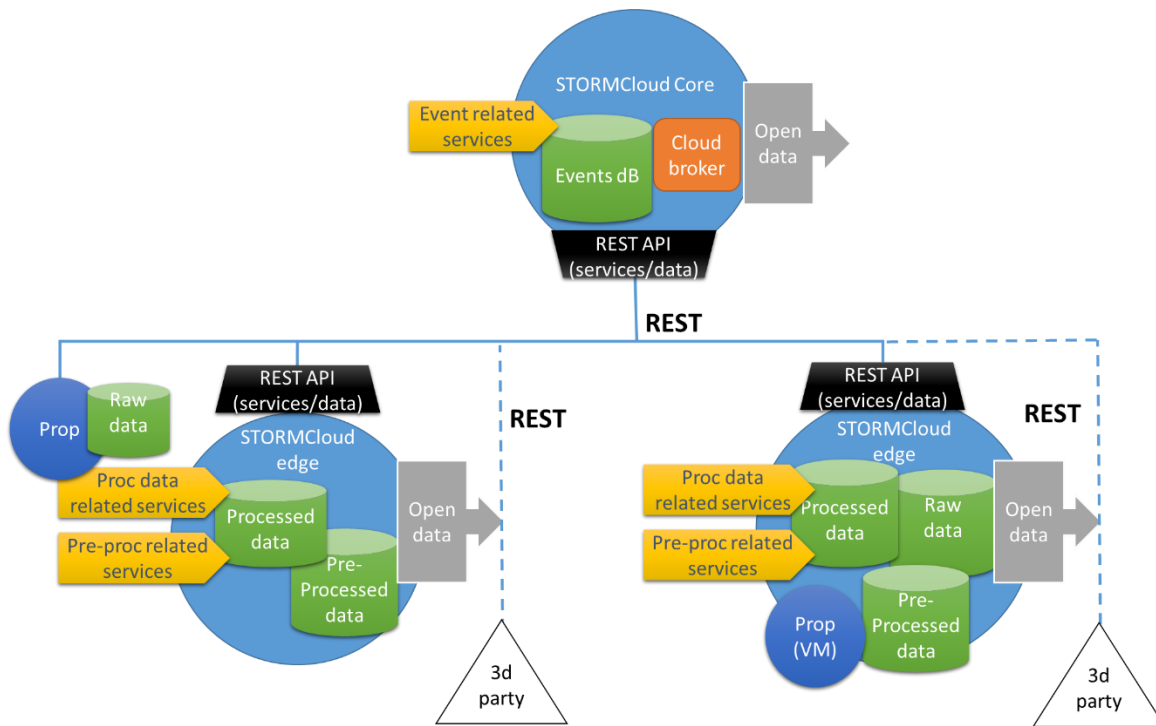 STORMCloud Core
Event related
services
Events dB
Cloud
broker
Open
data
REST API
(services/data)
REST
REST API
(services/data)
Prop
Raw
data
STORMCloud
edge
Proc data
related services
Pre-proc related
services
Processed
data
Pre-
Processed
data
Open
data
REST
3d
party
REST API
(services/data)
STORMCloud
edge
Proc data
related services
Pre-proc related
services
Processed
data
Raw
data
Prop
(VM)
Pre-
Processed
data
Open
data
REST
3d
party